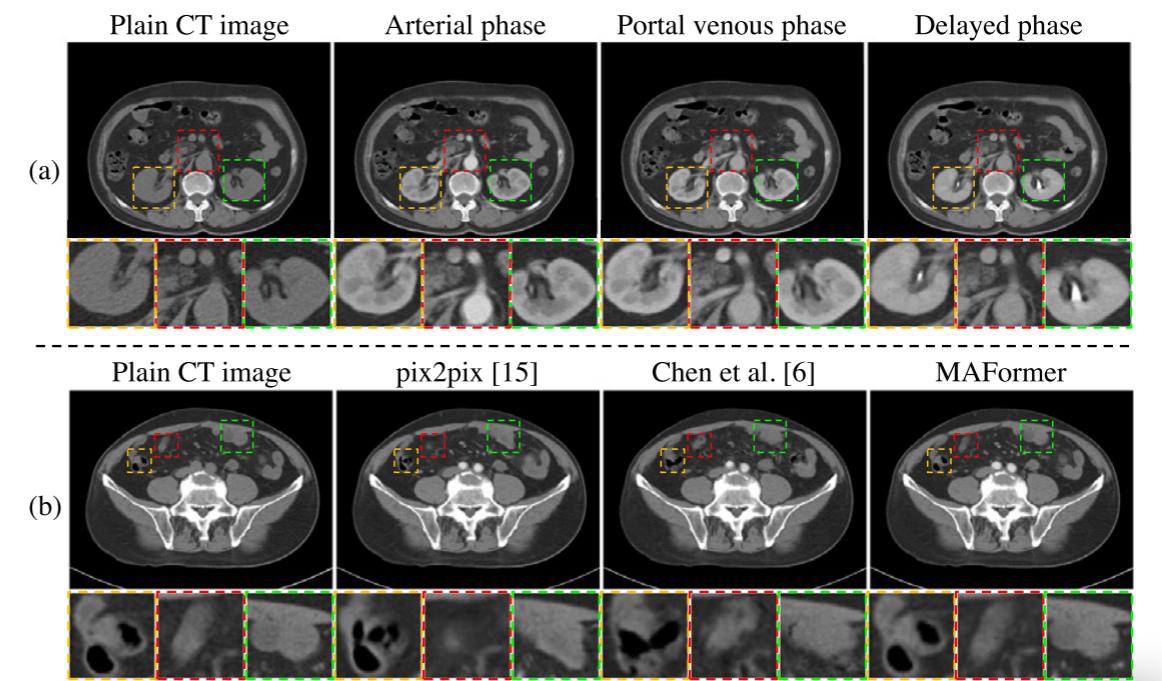 Plain CT image Arterial phase Portal venous phase Delayed phase
(a)
Plain CT image pix2pix [15] Chen et al. [6] MAFormer
(b)